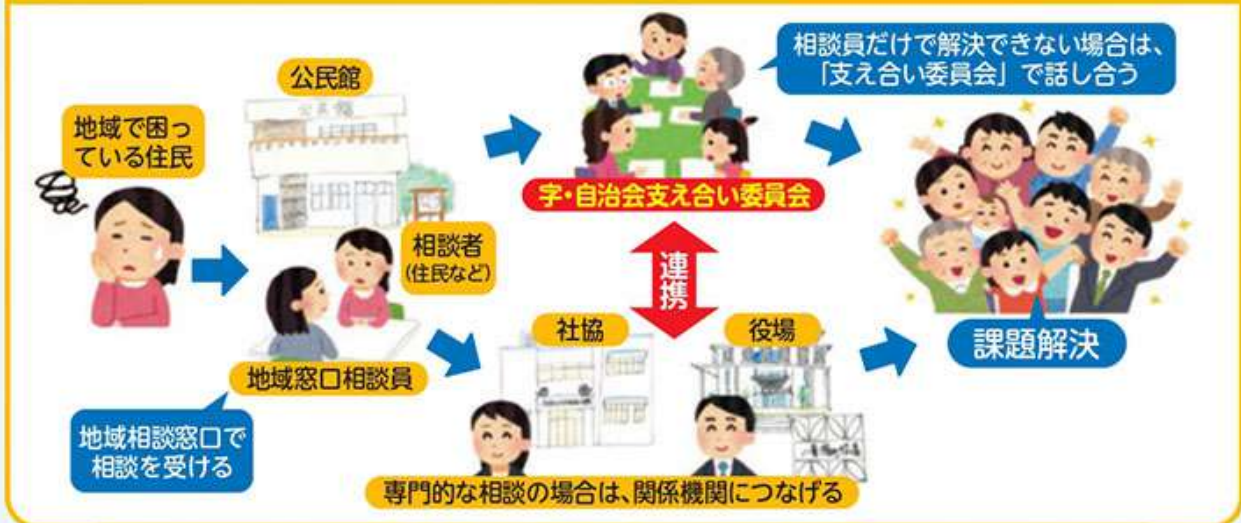 地域で困っ
ている住民
公民館
公民館
相談者
(住民など)
地域窓口相談員
地域相談窓口で
相談を受ける
相談員だけで解決できない場合は、
「支え合い委員会」で話し合う
字・自治会支え合い委員会
連携
社協
役場
専門的な相談の場合は、関係機関につなげる
課題解決